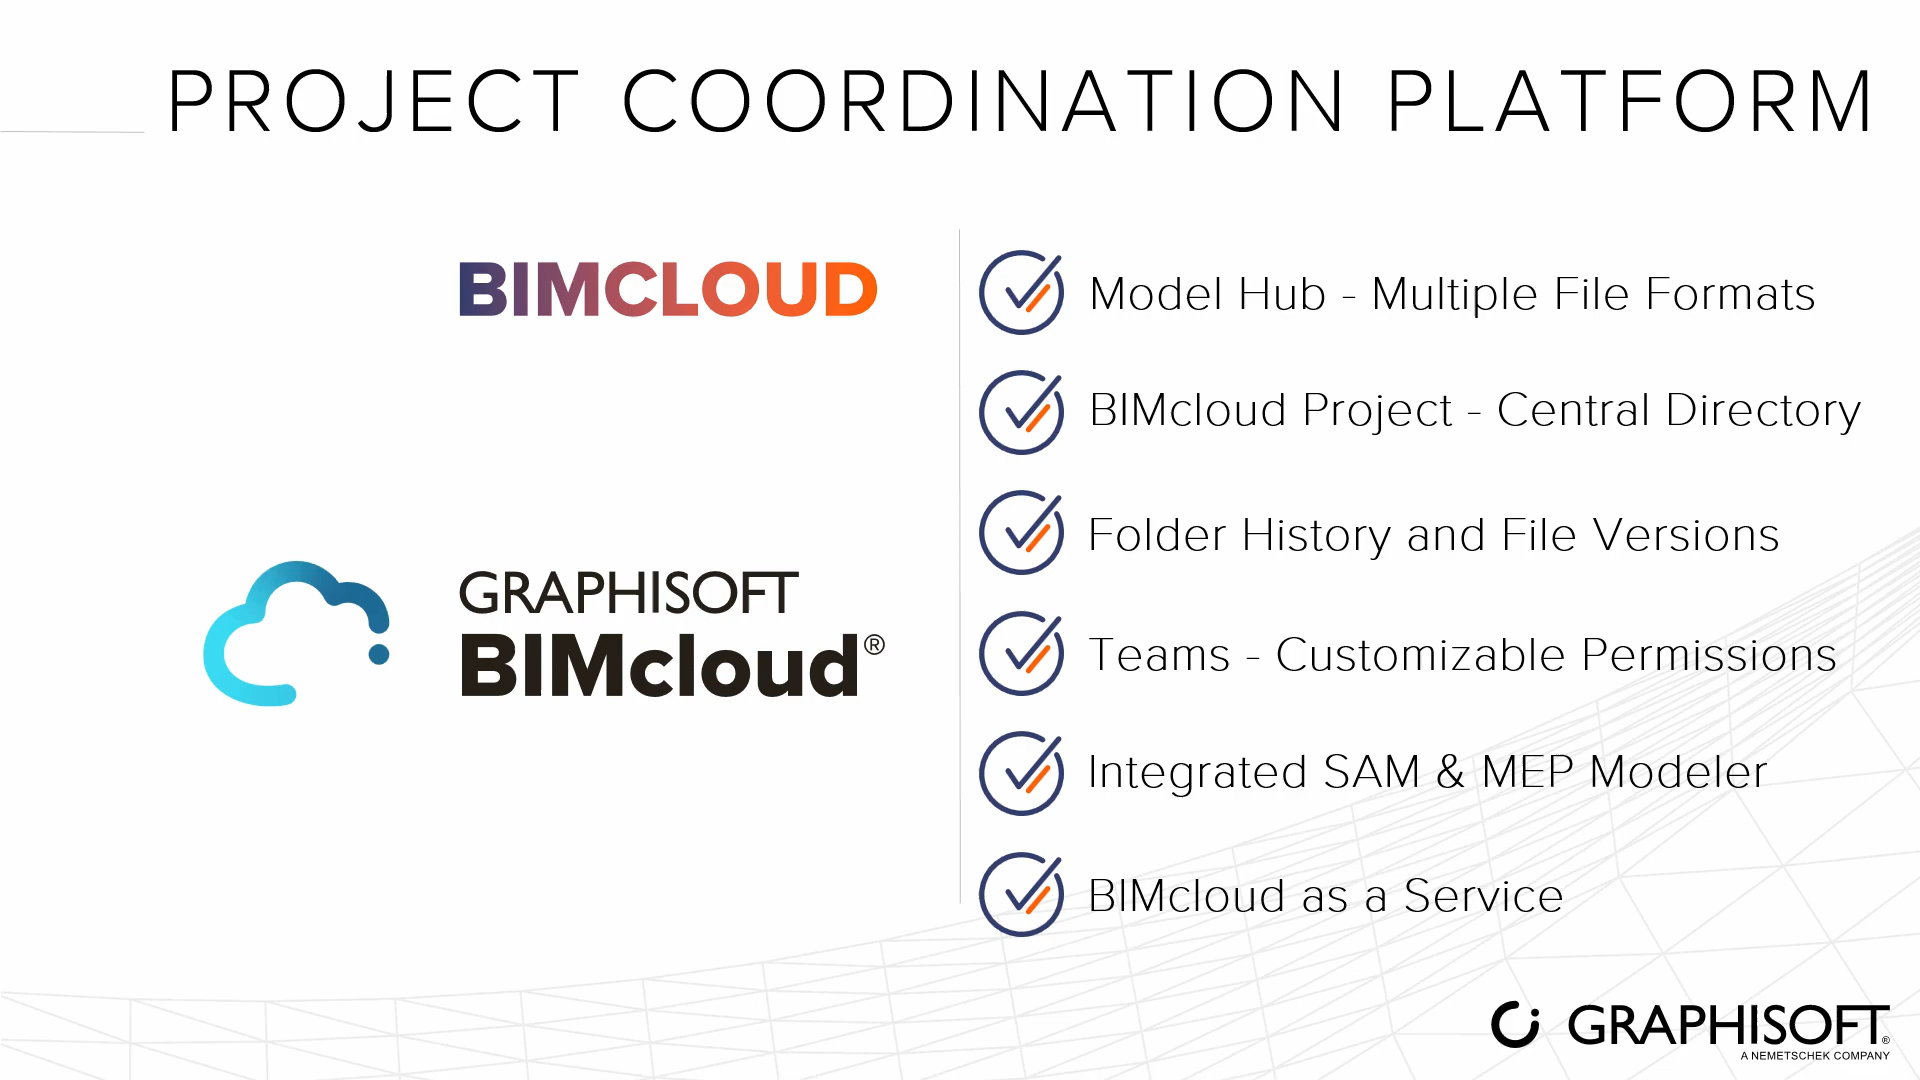 PROJECT COORDINATION PLATFORM
BIMCLOUD
GRAPHISOFT
BIMcloud®
Model Hub - Multiple File Formats
BIMcloud Project - Central Directory
Folder History and File Versions
Teams - Customizable Permissions
Integrated SAM & MEP Modeler
BIMcloud as a Service
GRAPHISOFT®
A NEMETSCHEK COMPANY